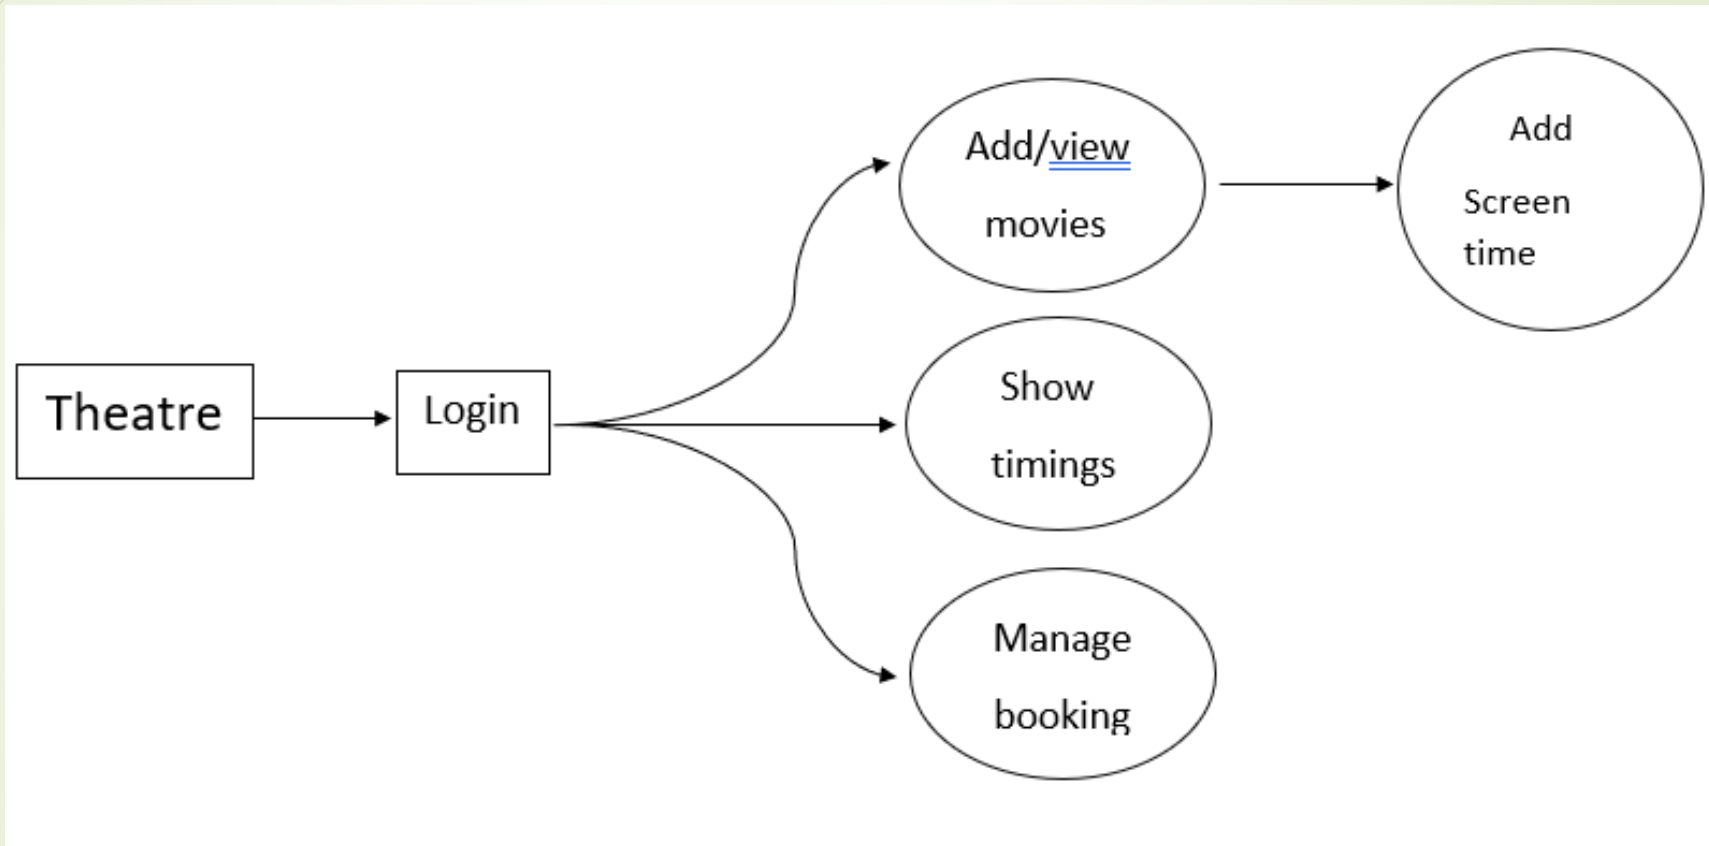 Theatre
Login
Add/view
movies
Add
Screen
time
Show
timings
Manage
booking